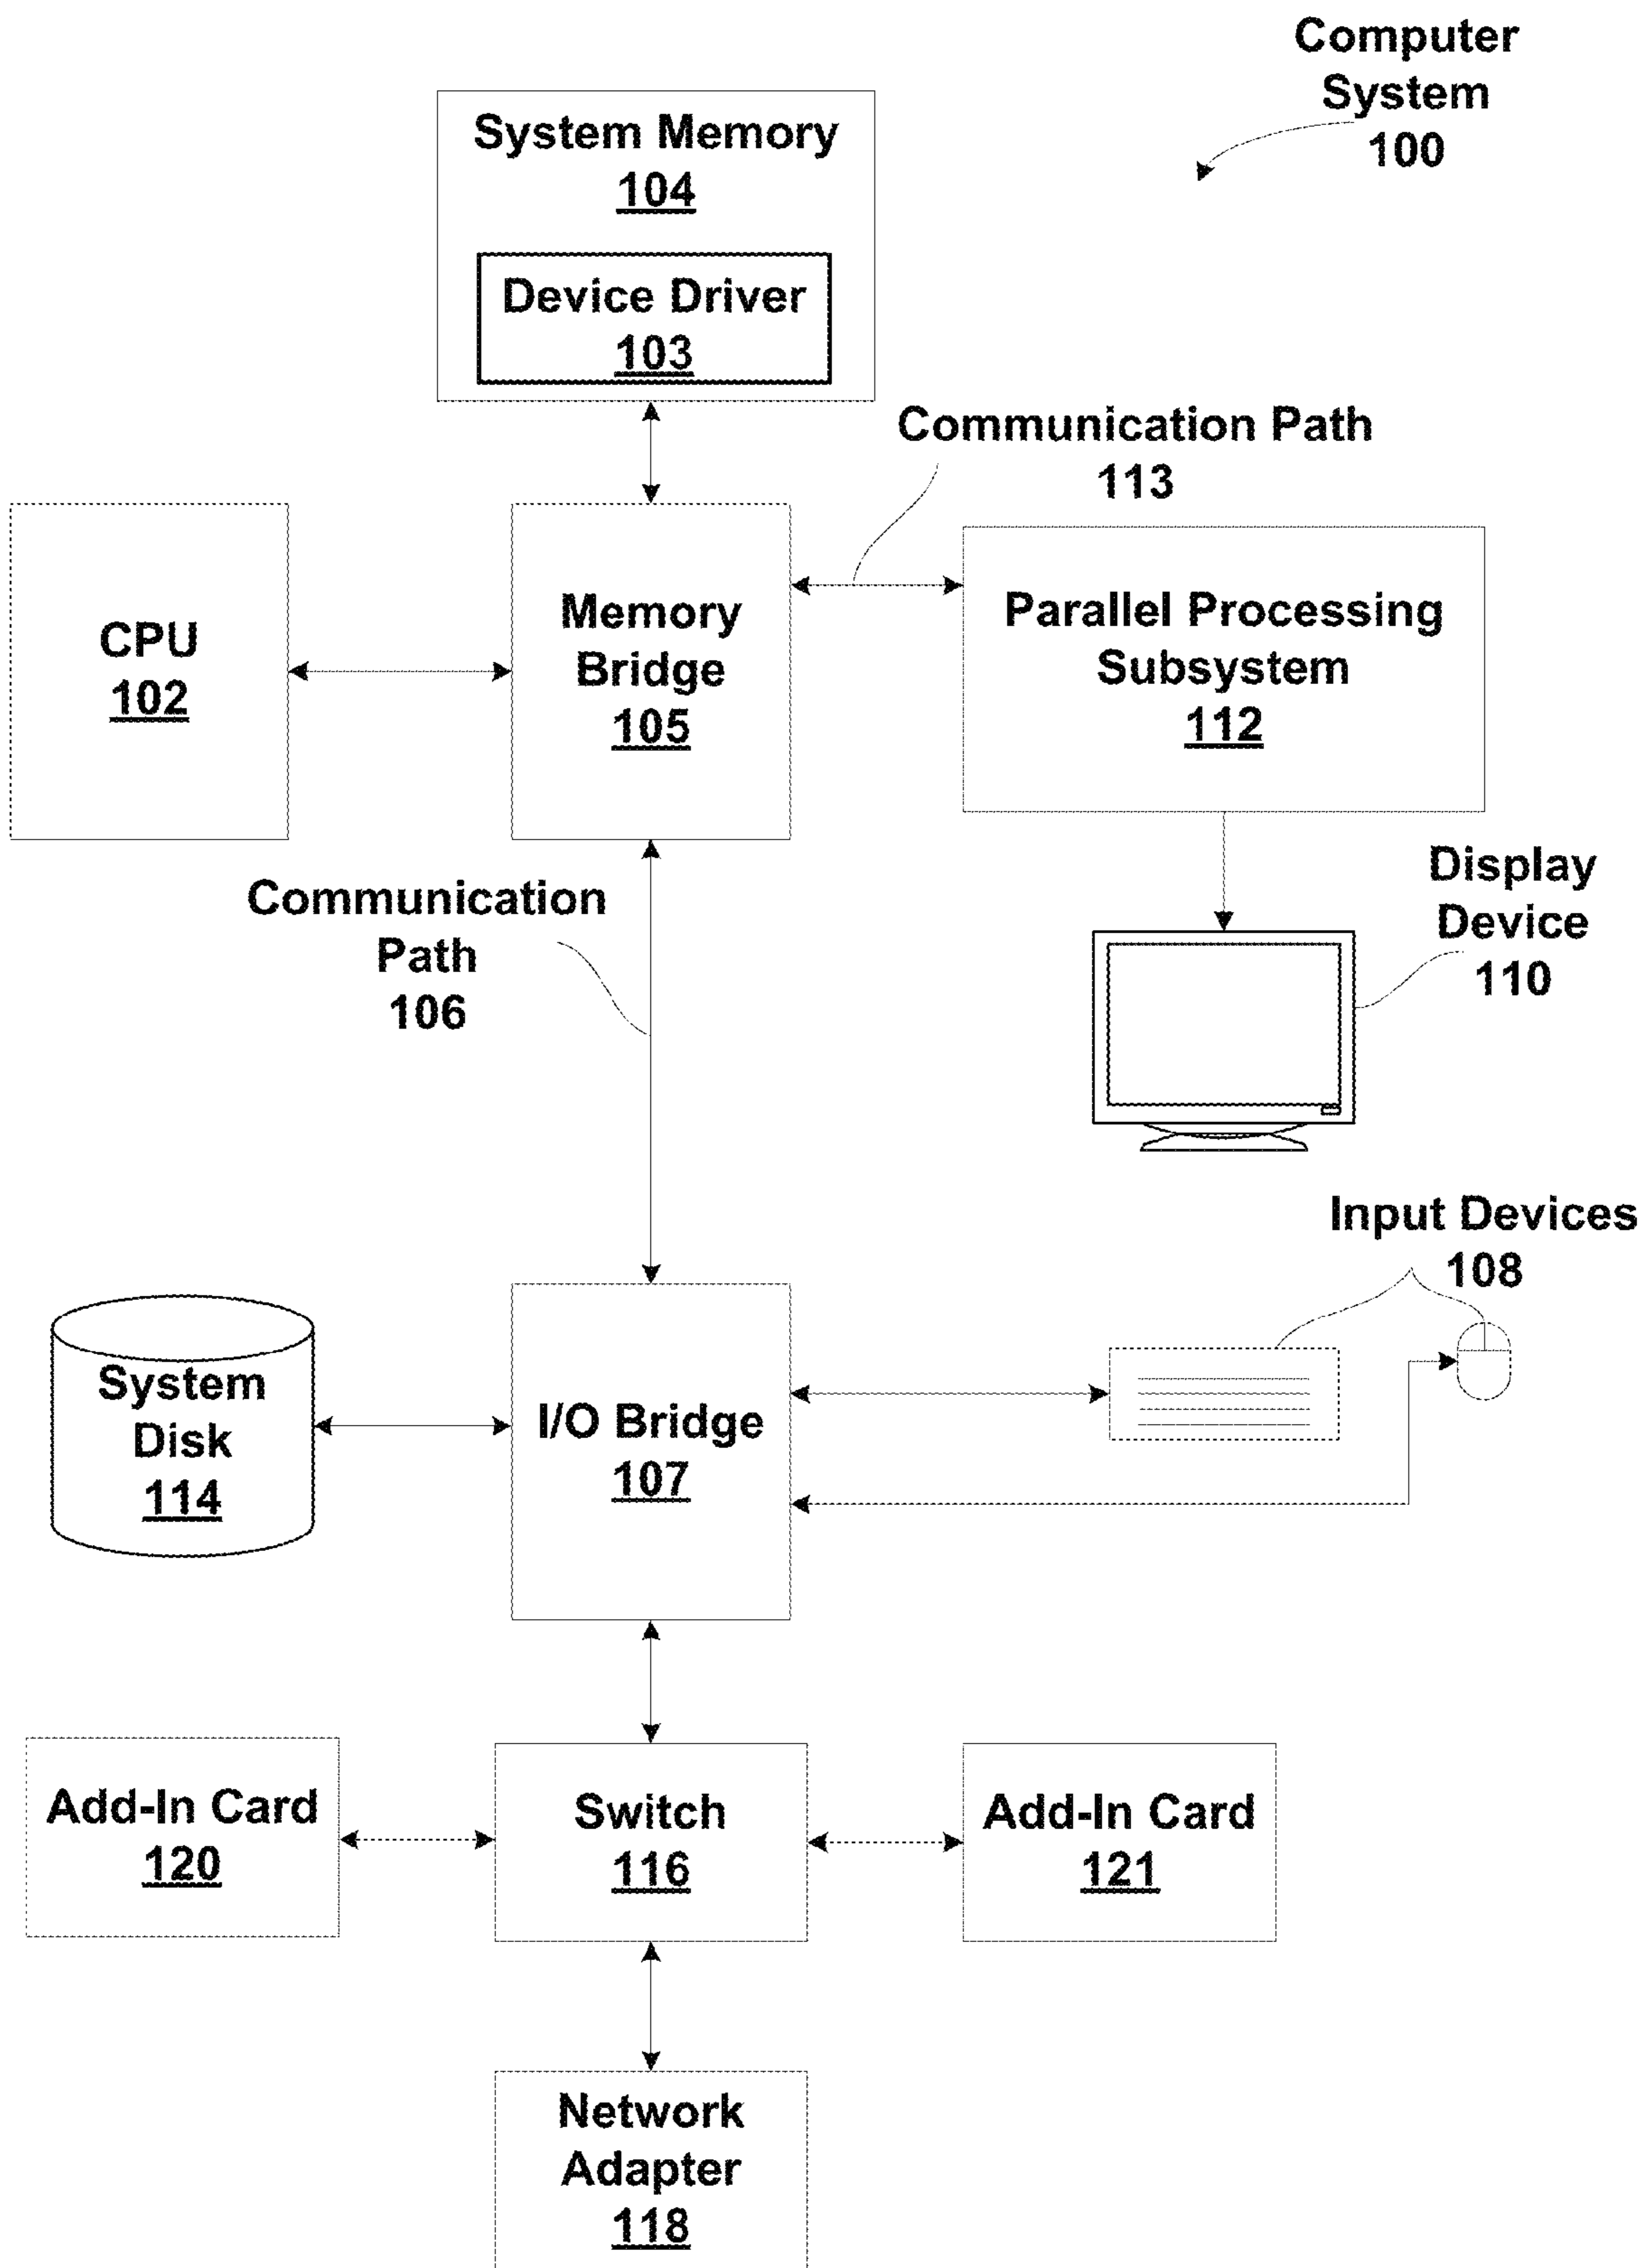 Computer
System
100
System Memory
104
Device Driver
103
Communication Path
113
CPU
102
Memory
Bridge
105
Parallel Processing
Subsystem
112
Communication
Path
106
Display
Device
110
Input Devices
108
System
Disk
114
I/O Bridge
107
Add-In Card
120
Switch
116
Add-In Card
121
Network
Adapter
118